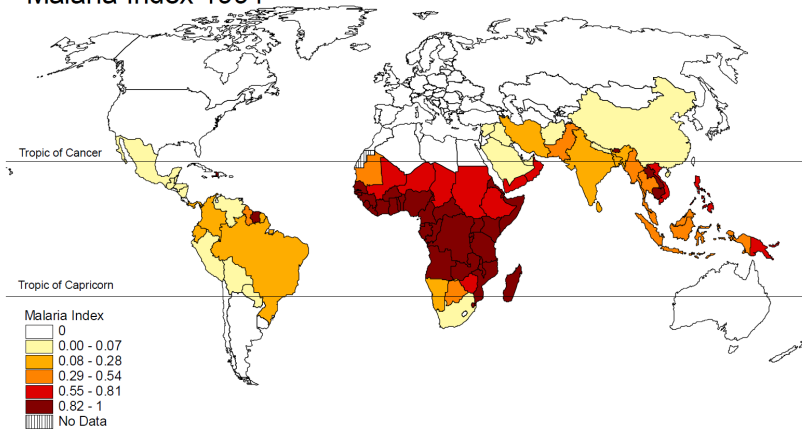 Tropic of Cancer
Tropic of Capricorn
Malaria Index
0
0.00 - 0.07
0.08 - 0.28
0.29 - 0.54
0.55 - 0.81
0.82 - 1
No Data